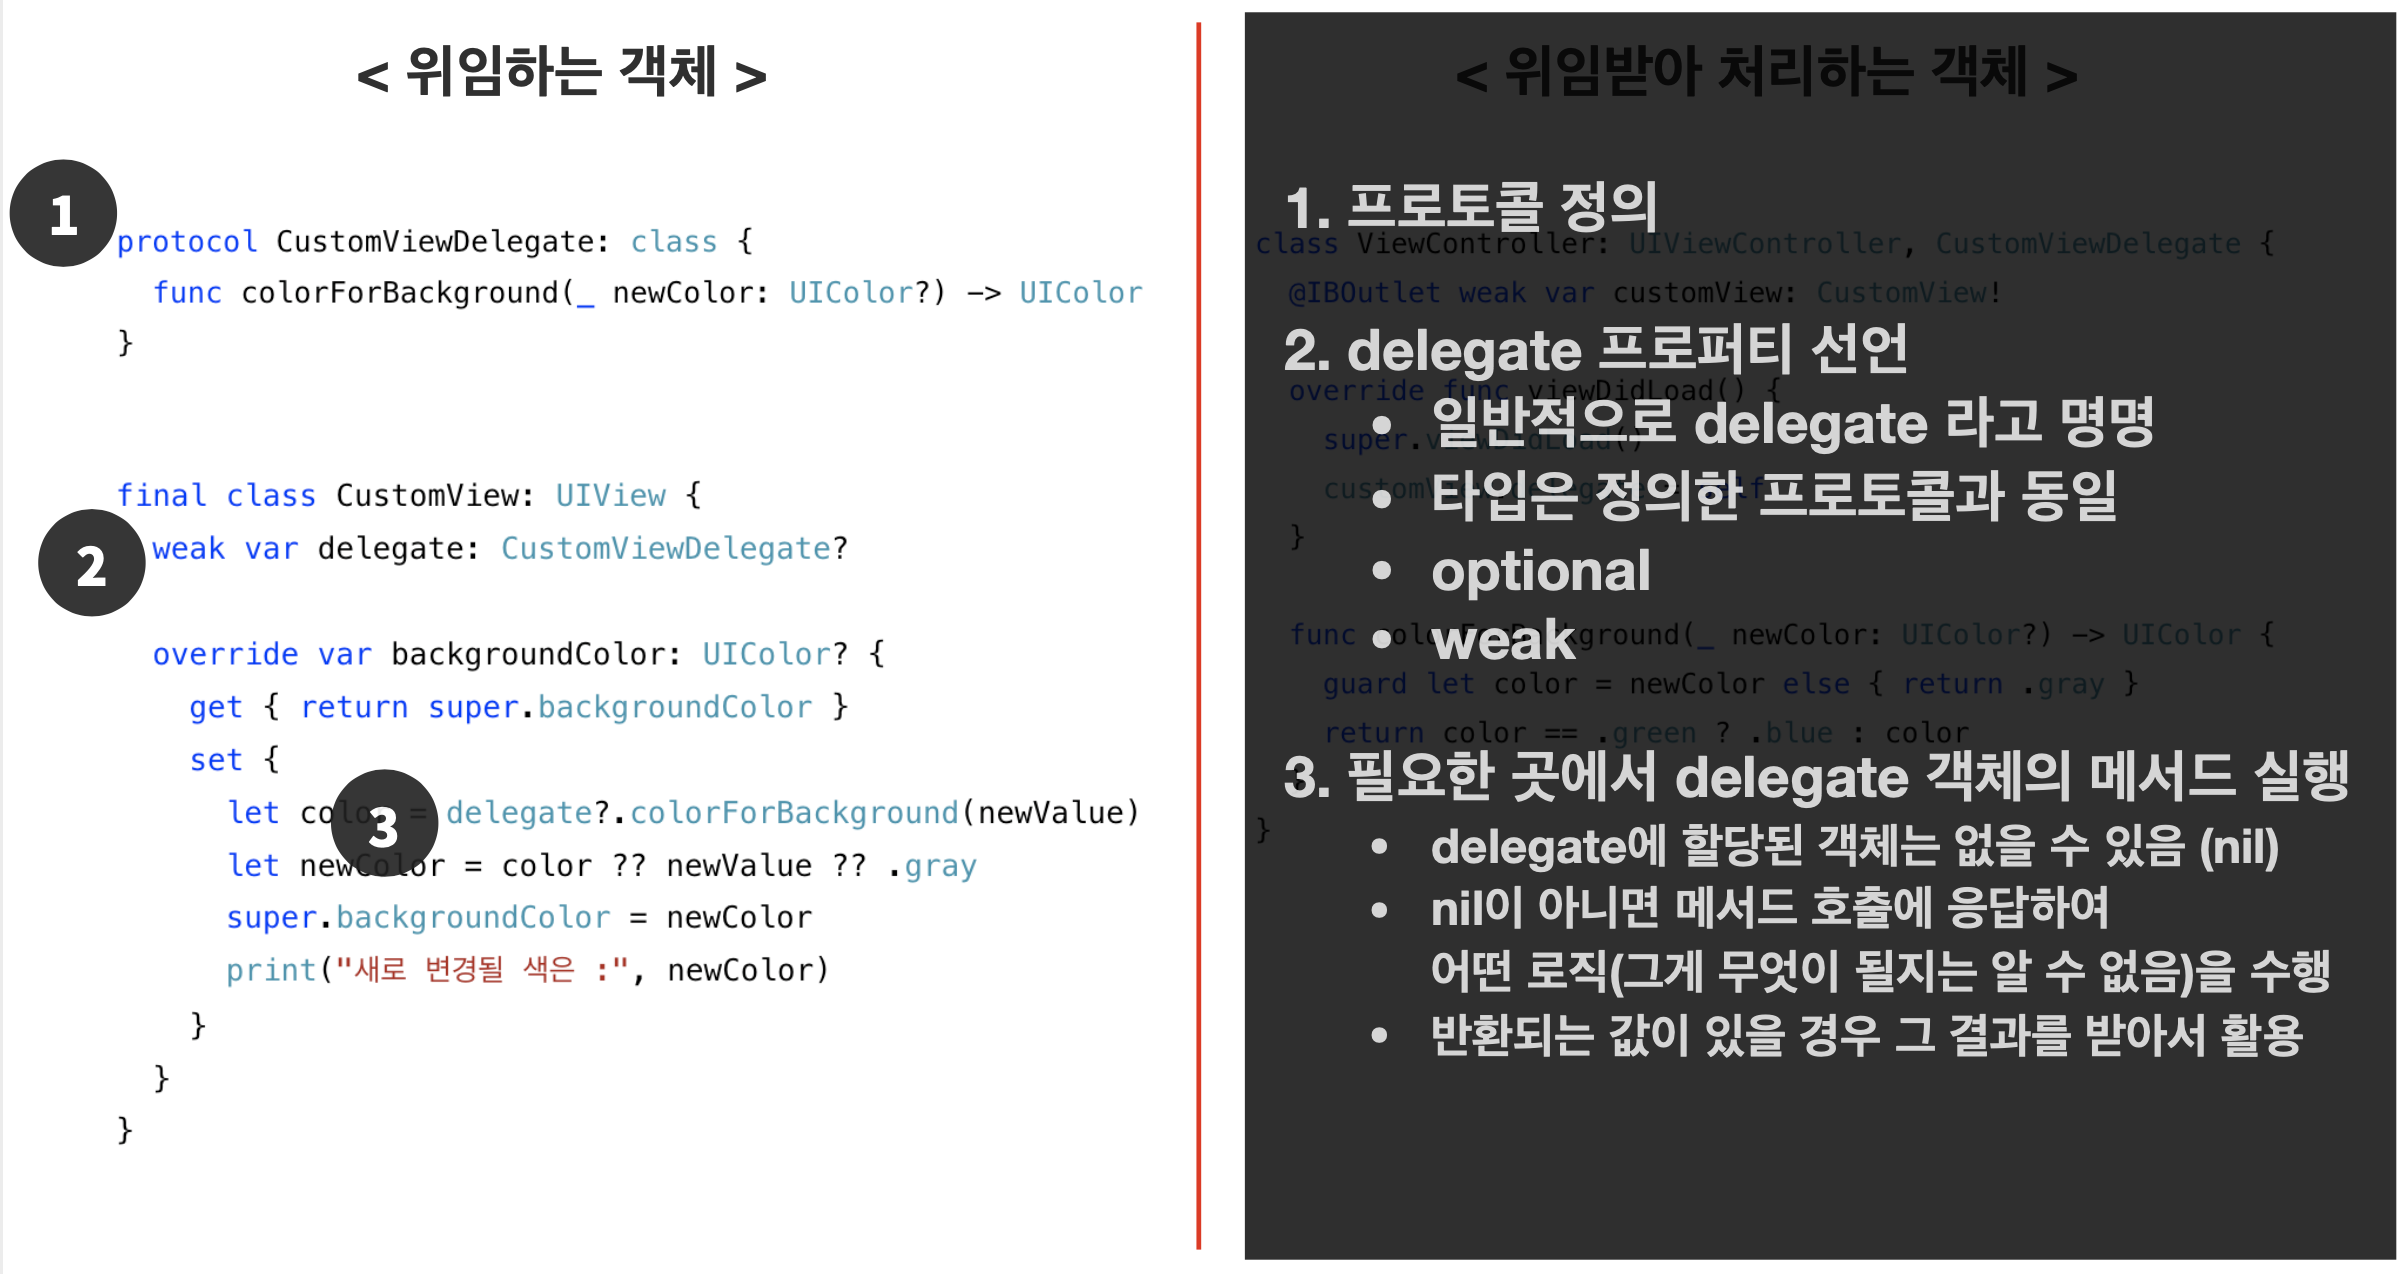 < 위임하는 객체 >
1
protocol CustomViewDelegate: class {
func colorForBackground(_ newColor: UIColor?) -> UIColor
}
final class CustomView: UIView {
2
weak var delegate: CustomViewDelegate?
override var backgroundColor: UIColor? {
get { return super.backgroundColor }
set {
let color = delegate?.colorForBackground(newValue)
3
let newColor = color ?? newValue ?? .gray
super.backgroundColor = newColor
print("새로 변경될 색은 :", newColor)
}
}
}
< 위임받아 처리하는 객체 >
1. 프로토콜 정의
class ViewController: UIViewController, CustomViewDelegate {
@IBOutlet weak var customView: CustomView!
2. delegate 프로퍼티 선언
override func viewDidLoad() {
• 일반적으로 delegate 라고 명명
super.viewDidLoad()
• 타입은 정의한 프로토콜과 동일
customView.delegate = self
}
• optional
• weak
func colorForBackground(_ newColor: UIColor?) -> UIColor {
guard let color = newColor else { return .gray }
return color == .green ? .blue : color
3. 필요한 곳에서 delegate 객체의 메서드 실행
}
• delegate에 할당된 객체는 없을 수 있음 (nil)
• nil이 아니면 메서드 호출에 응답하여
어떤 로직(그게 무엇이 될지는 알 수 없음)을 수행
• 반환되는 값이 있을 경우 그 결과를 받아서 활용